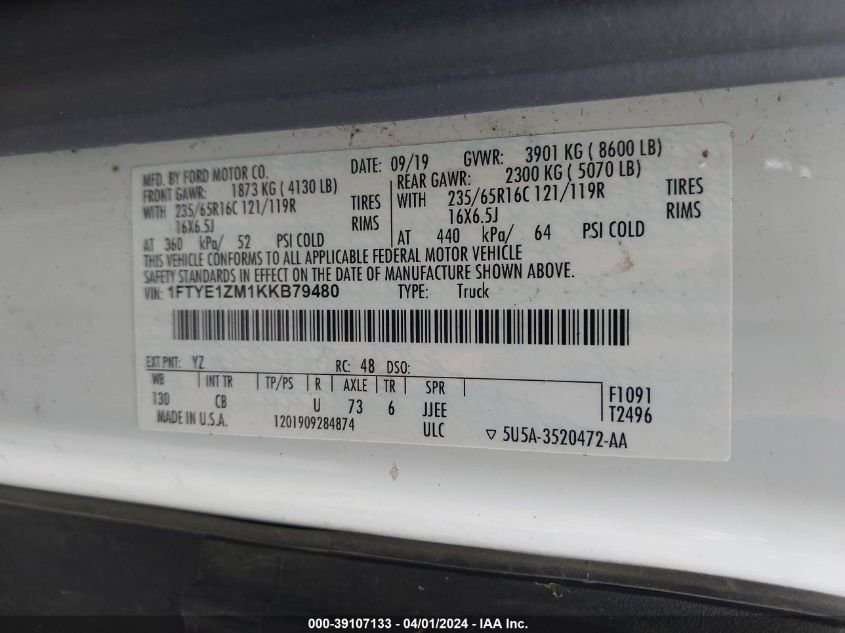 MFD. BY FORD MOTOR CO. DATE: 09/19 GVWR: 3901 KG ( 8600 LB)
FRONT GAWR: 1873 KG ( 4130 LB) REAR GAWR: 2300 KG ( 5070 LB)
WITH 235/65R16C 121/119R TIRES WITH 235/65R16C 121/119R TIRES
16X6.5J RIMS 16X6.5J RIMS
AT 360 kPa/ 52 PSI COLD AT 440 kPa/ 64 PSI COLD
THIS VEHICLE CONFORMS TO ALL APPLICABLE FEDERAL MOTOR VEHICLE
SAFETY STANDARDS IN EFFECT ON THE DATE OF MANUFACTURE SHOWN ABOVE.
VIN: 1FTYE1ZM1KKB79480 TYPE: Truck
EXT PNT: YZ RC: 48 DSO:
WB INT TR TP/PS R AXLE TR SPR F1091
130 CB U 73 6 JJEE T2496
MADE IN U.S.A. 1201909284874 ULC ▽ 5U5A-3520472-AA
000-39107133 - 04/01/2024 - IAA Inc.